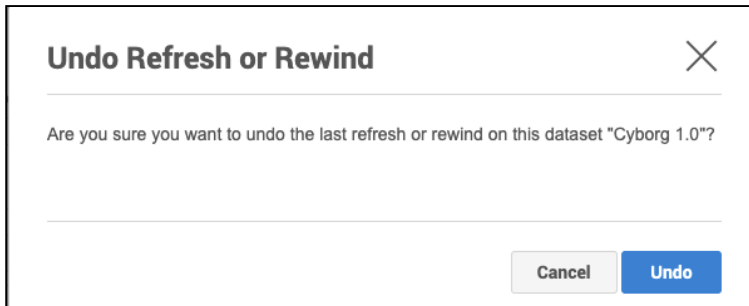 Undo Refresh or Rewind
Are you sure you want to undo the last refresh or rewind on this dataset "Cyborg 1.0"?
Cancel Undo